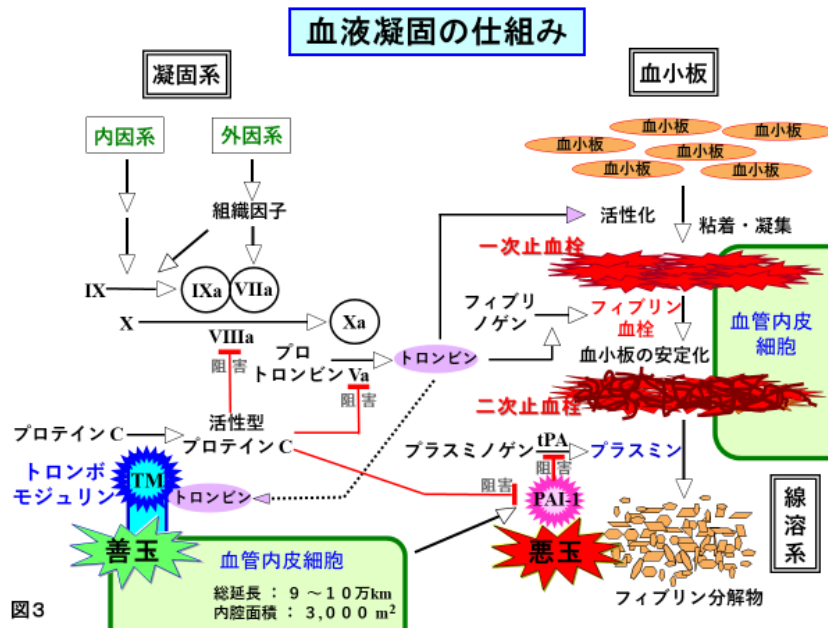 血液凝固の仕組み
凝固系
血小板
内因系
外因系
血小板
血小板
血小板
血小板
血小板
血小板
組織因子
活性化
粘着・凝集
一次止血栓
IX
IXa
VIIa
X
Xa
VIIIa
阻害
フィブリ
ノゲン
フィブリン
血栓
血管内皮
細胞
プロ
トロンビン
Va
阻害
トロンビン
血小板の安定化
二次止血栓
プロテインC
活性型
プロテインC
プラスミノゲン
tPA
プラスミン
阻害
トロンボ
モジュリン
TM
トロンビン
阻害
PAI-1
線溶系
善玉
悪玉
血管内皮細胞
総延長 : 9 ~10万km
内腔面積 : 3,000 m²
フィブリン分解物
図3